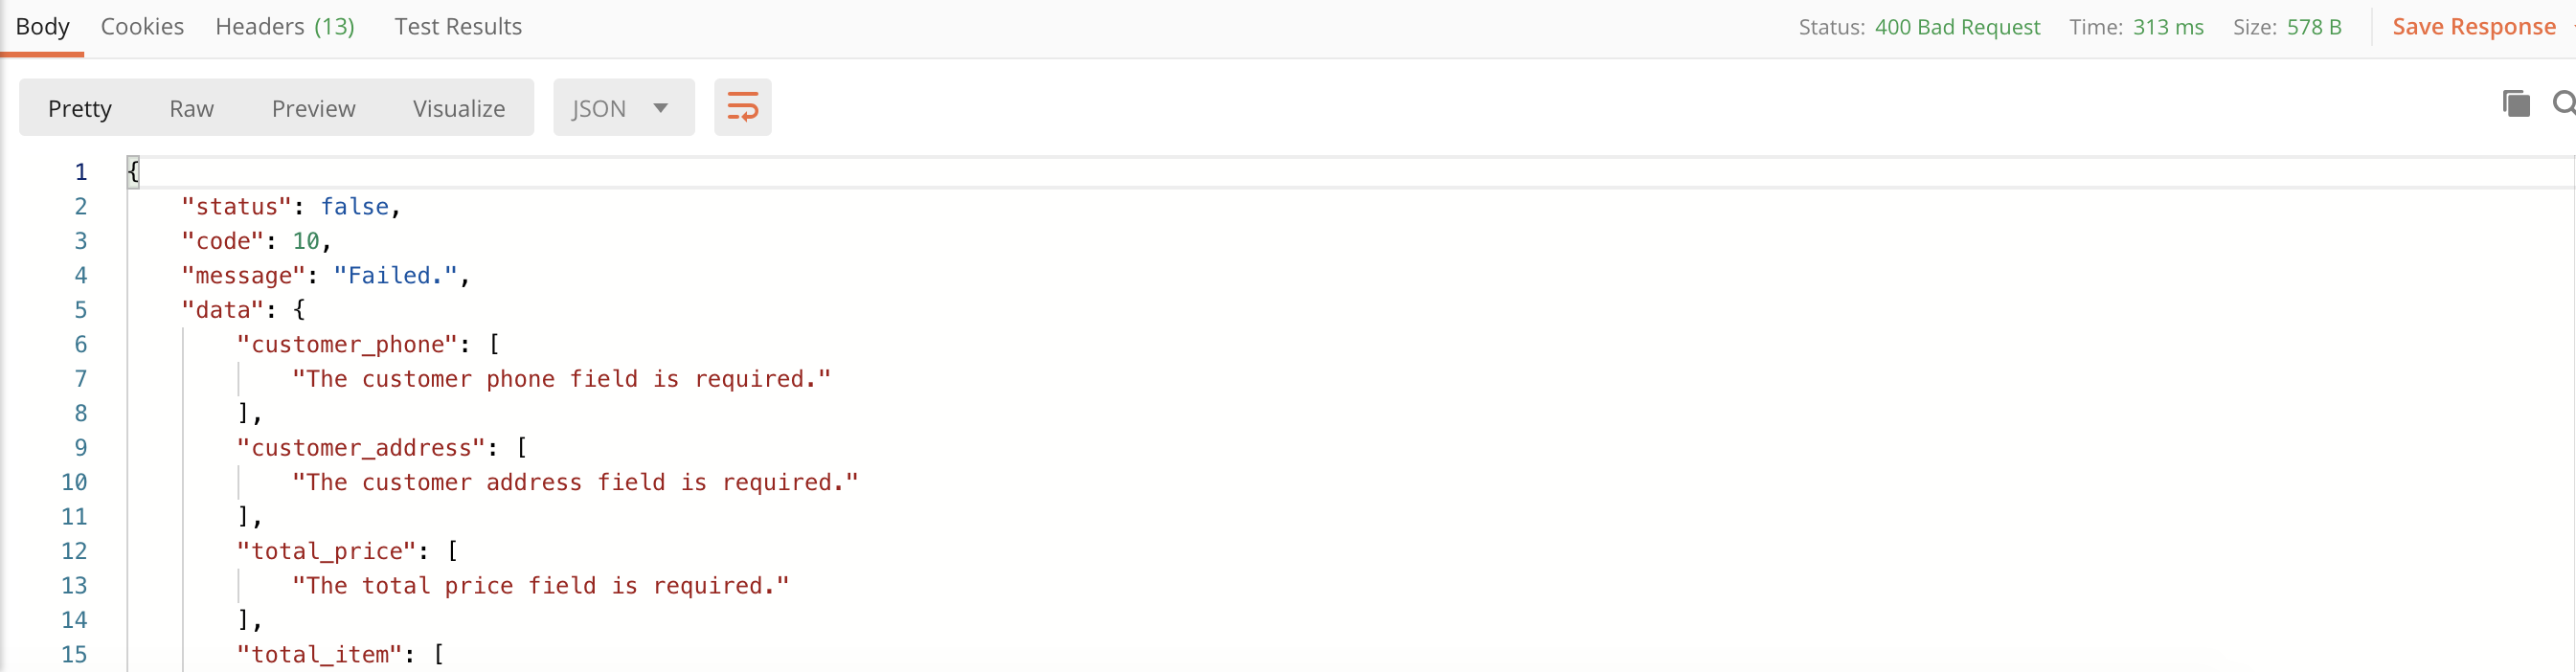 Body Cookies Headers (13) Test Results Status: 400 Bad Request Time: 313 ms Size: 578 B Save Response
Pretty Raw Preview Visualize JSON
1 {
2 "status": false,
3 "code": 10,
4 "message": "Failed.",
5 "data": {
6 "customer_phone": [
7 "The customer phone field is required."
8 ],
9 "customer_address": [
10 "The customer address field is required."
11 ],
12 "total_price": [
13 "The total price field is required."
14 ],
15 "total_item": [